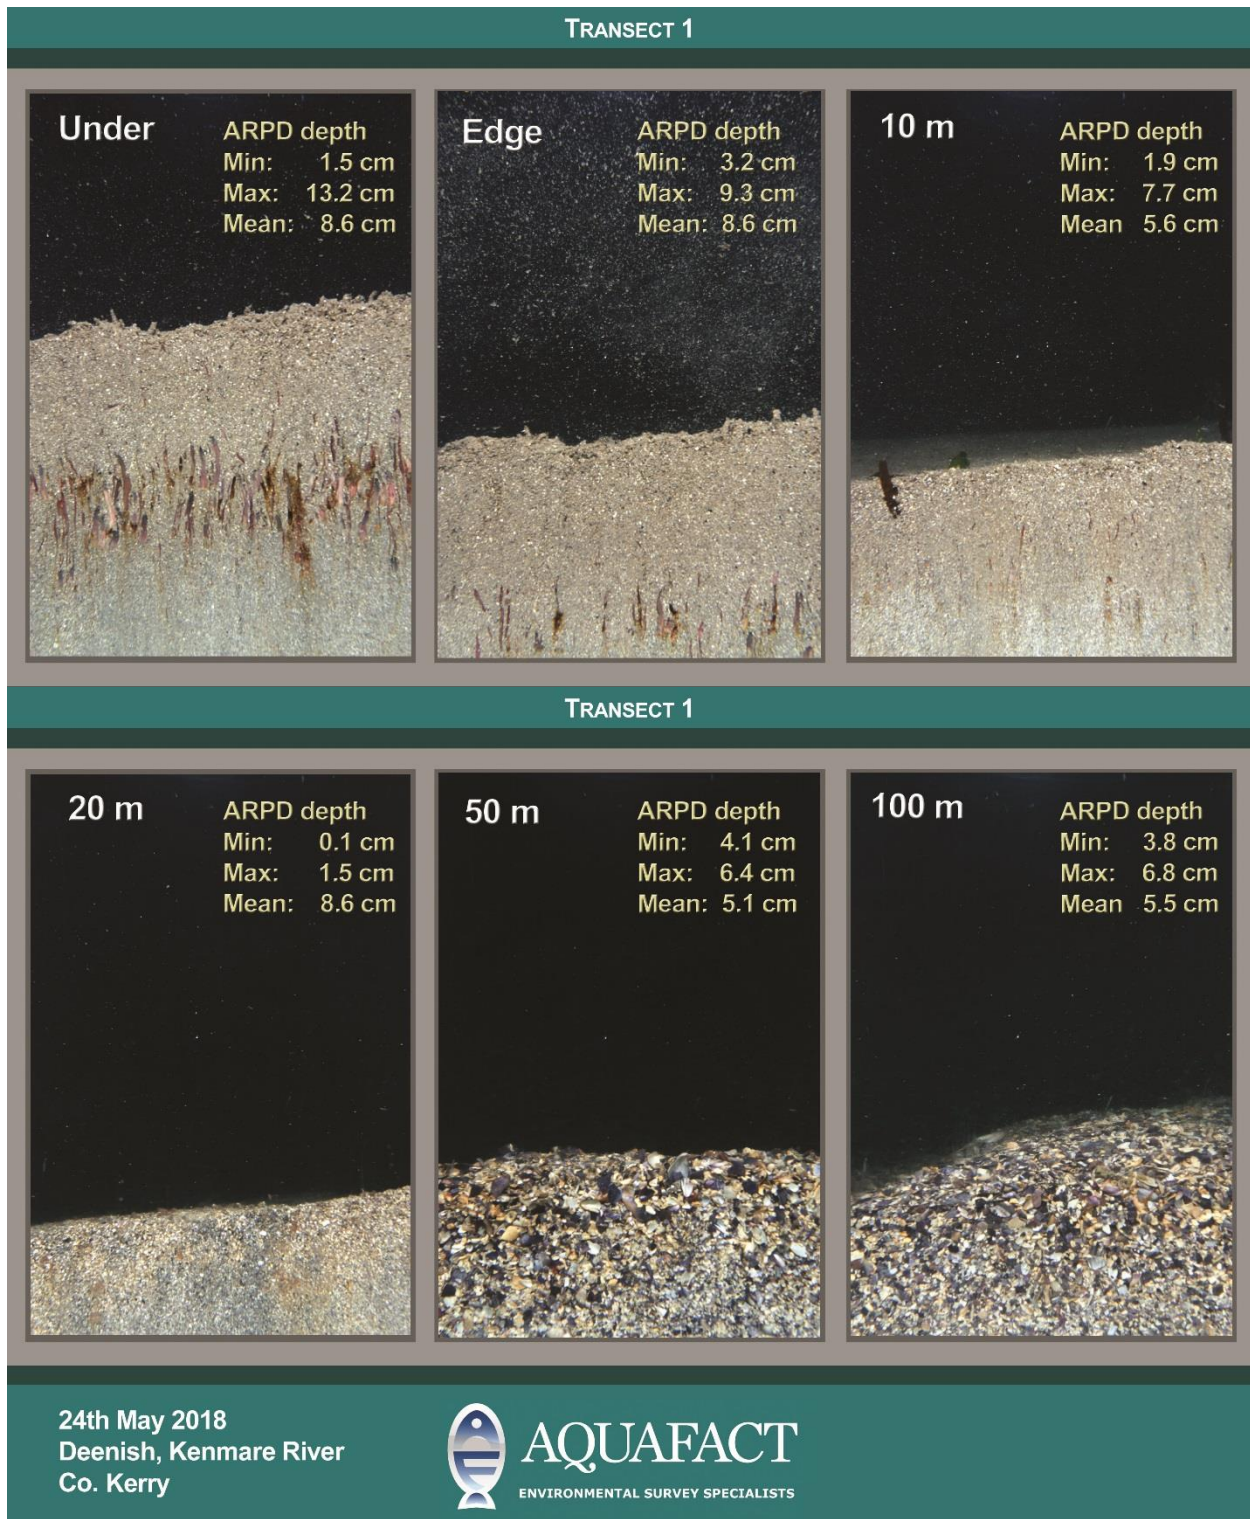 TRANSECT 1
Under
ARPD depth
Min: 1.5 cm
Max: 13.2 cm
Mean: 8.6 cm
Edge
ARPD depth
Min: 3.2 cm
Max: 9.3 cm
Mean: 8.6 cm
10 m
ARPD depth
Min: 1.9 cm
Max: 7.7 cm
Mean 5.6 cm
TRANSECT 1
20 m
ARPD depth
Min: 0.1 cm
Max: 1.5 cm
Mean: 8.6 cm
50 m
ARPD depth
Min: 4.1 cm
Max: 6.4 cm
Mean: 5.1 cm
100 m
ARPD depth
Min: 3.8 cm
Max: 6.8 cm
Mean 5.5 cm
24th May 2018
Deenish, Kenmare River
Co. Kerry
AQUAFACT
ENVIRONMENTAL SURVEY SPECIALISTS